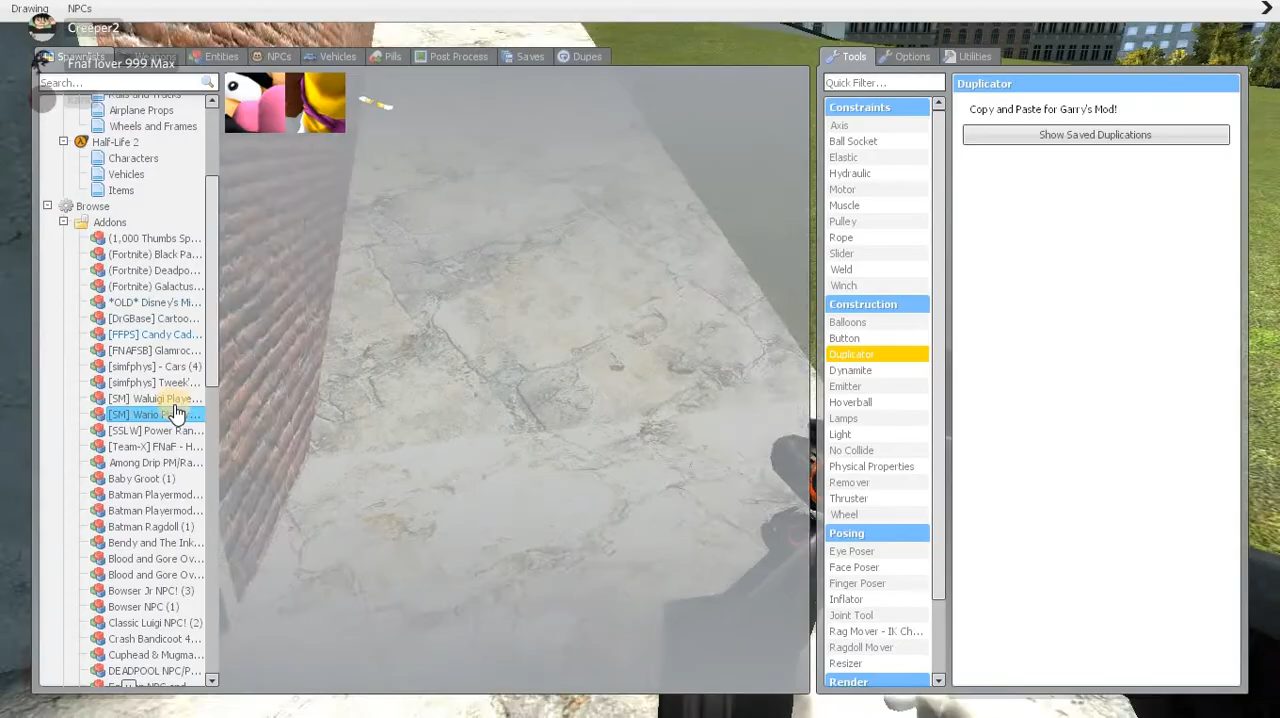 Drawing NPCs
Creeper2
Fnaf lover 999 Max
Spawnlists Weapons Entities NPCs Vehicles Pills Post Process Saves Dupes
Search...
Rails and Tracks
Airplane Props
Wheels and Frames
Half-Life 2
Characters
Vehicles
Items
Browse
Addons
(1,000 Thumbs Sp...
(Fortnite) Black Pa...
(Fortnite) Deadpo...
(Fortnite) Galactus...
*OLD* Disney's Mi...
[DrGBase] Cartoo...
[FFPS] Candy Cad...
[FNAFSB] Glamroc...
[simfphys] - Cars (4)
[simfphys] Tweek'...
[SM] Waluigi Playe...
[SM] Wario
[SSLW] Power Ran...
[Team-X] FNaF - H...
Among Drip PM/Ra...
Baby Groot (1)
Batman Playermod...
Batman Playermod...
Batman Ragdoll (1)
Bendy and The Ink...
Blood and Gore Ov...
Blood and Gore Ov...
Bowser Jr NPC! (3)
Bowser NPC (1)
Classic Luigi NPC! (2)
Crash Bandicoot 4...
Cuphead & Mugma...
DEADPOOL NPC/P...
Tools Option Utilities
Quick Filter...
Constraints
Axis
Ball Socket
Elastic
Hydraulic
Motor
Muscle
Pulley
Rope
Slider
Weld
Winch
Construction
Balloons
Button
Duplicator
Dynamite
Emitter
Hoverball
Lamps
Light
No Collide
Physical Properties
Remover
Thruster
Wheel
Posing
Eye Poser
Face Poser
Finger Poser
Inflator
Joint Tool
Rag Mover - IK Ch...
Ragdoll Mover
Resizer
Render
Duplicator
Copy and Paste for Garry's Mod!
Show Saved Duplications